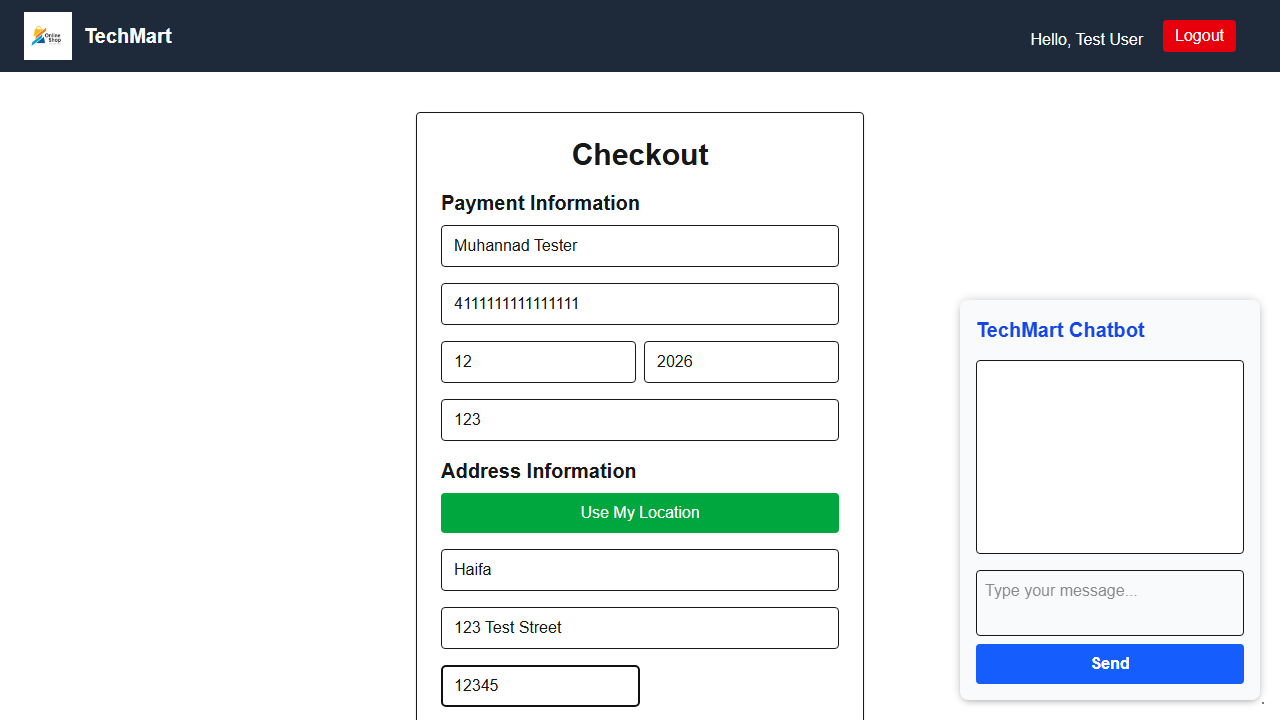 Online
Shop
TechMart
Hello, Test User
Logout
Checkout
Payment Information
Muhannad Tester
4111111111111111
12
2026
123
Address Information
Use My Location
Haifa
123 Test Street
12345
TechMart Chatbot
Type your message...
Send